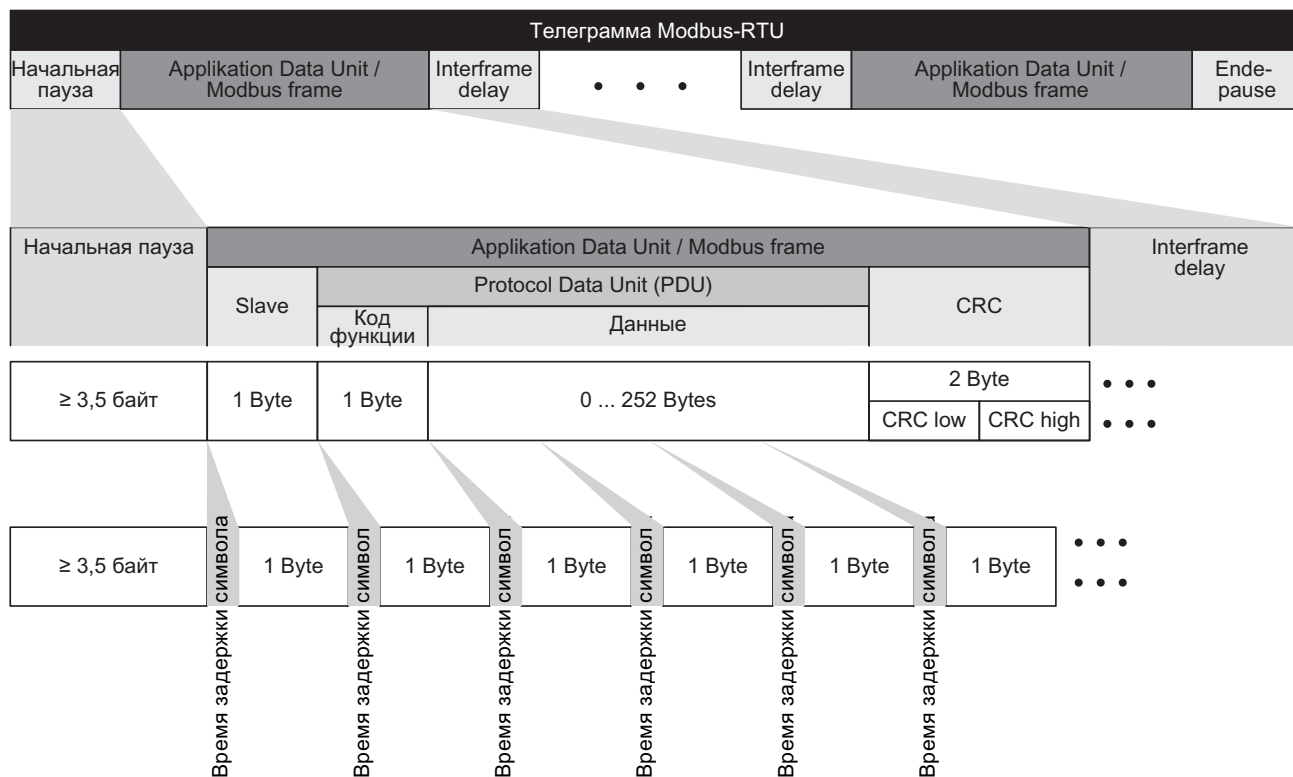 Телеграмма Modbus-RTU
Начальная пауза
Applikation Data Unit / Modbus frame
Interframe delay
• • •
Interframe delay
Applikation Data Unit / Modbus frame
Ende-pause
Начальная пауза
Applikation Data Unit / Modbus frame
Interframe delay
Slave
Protocol Data Unit (PDU)
CRC
Код функции
Данные
≥ 3,5 байт
1 Byte
1 Byte
0 ... 252 Bytes
2 Byte
• • •
CRC low
CRC high
• • •
≥ 3,5 байт
Время задержки символа
1 Byte
Время задержки символ а
1 Byte
Время задержки символ а
1 Byte
Время задержки символ а
1 Byte
Время задержки символ а
1 Byte
Время задержки символ а
1 Byte
• • •
• • •